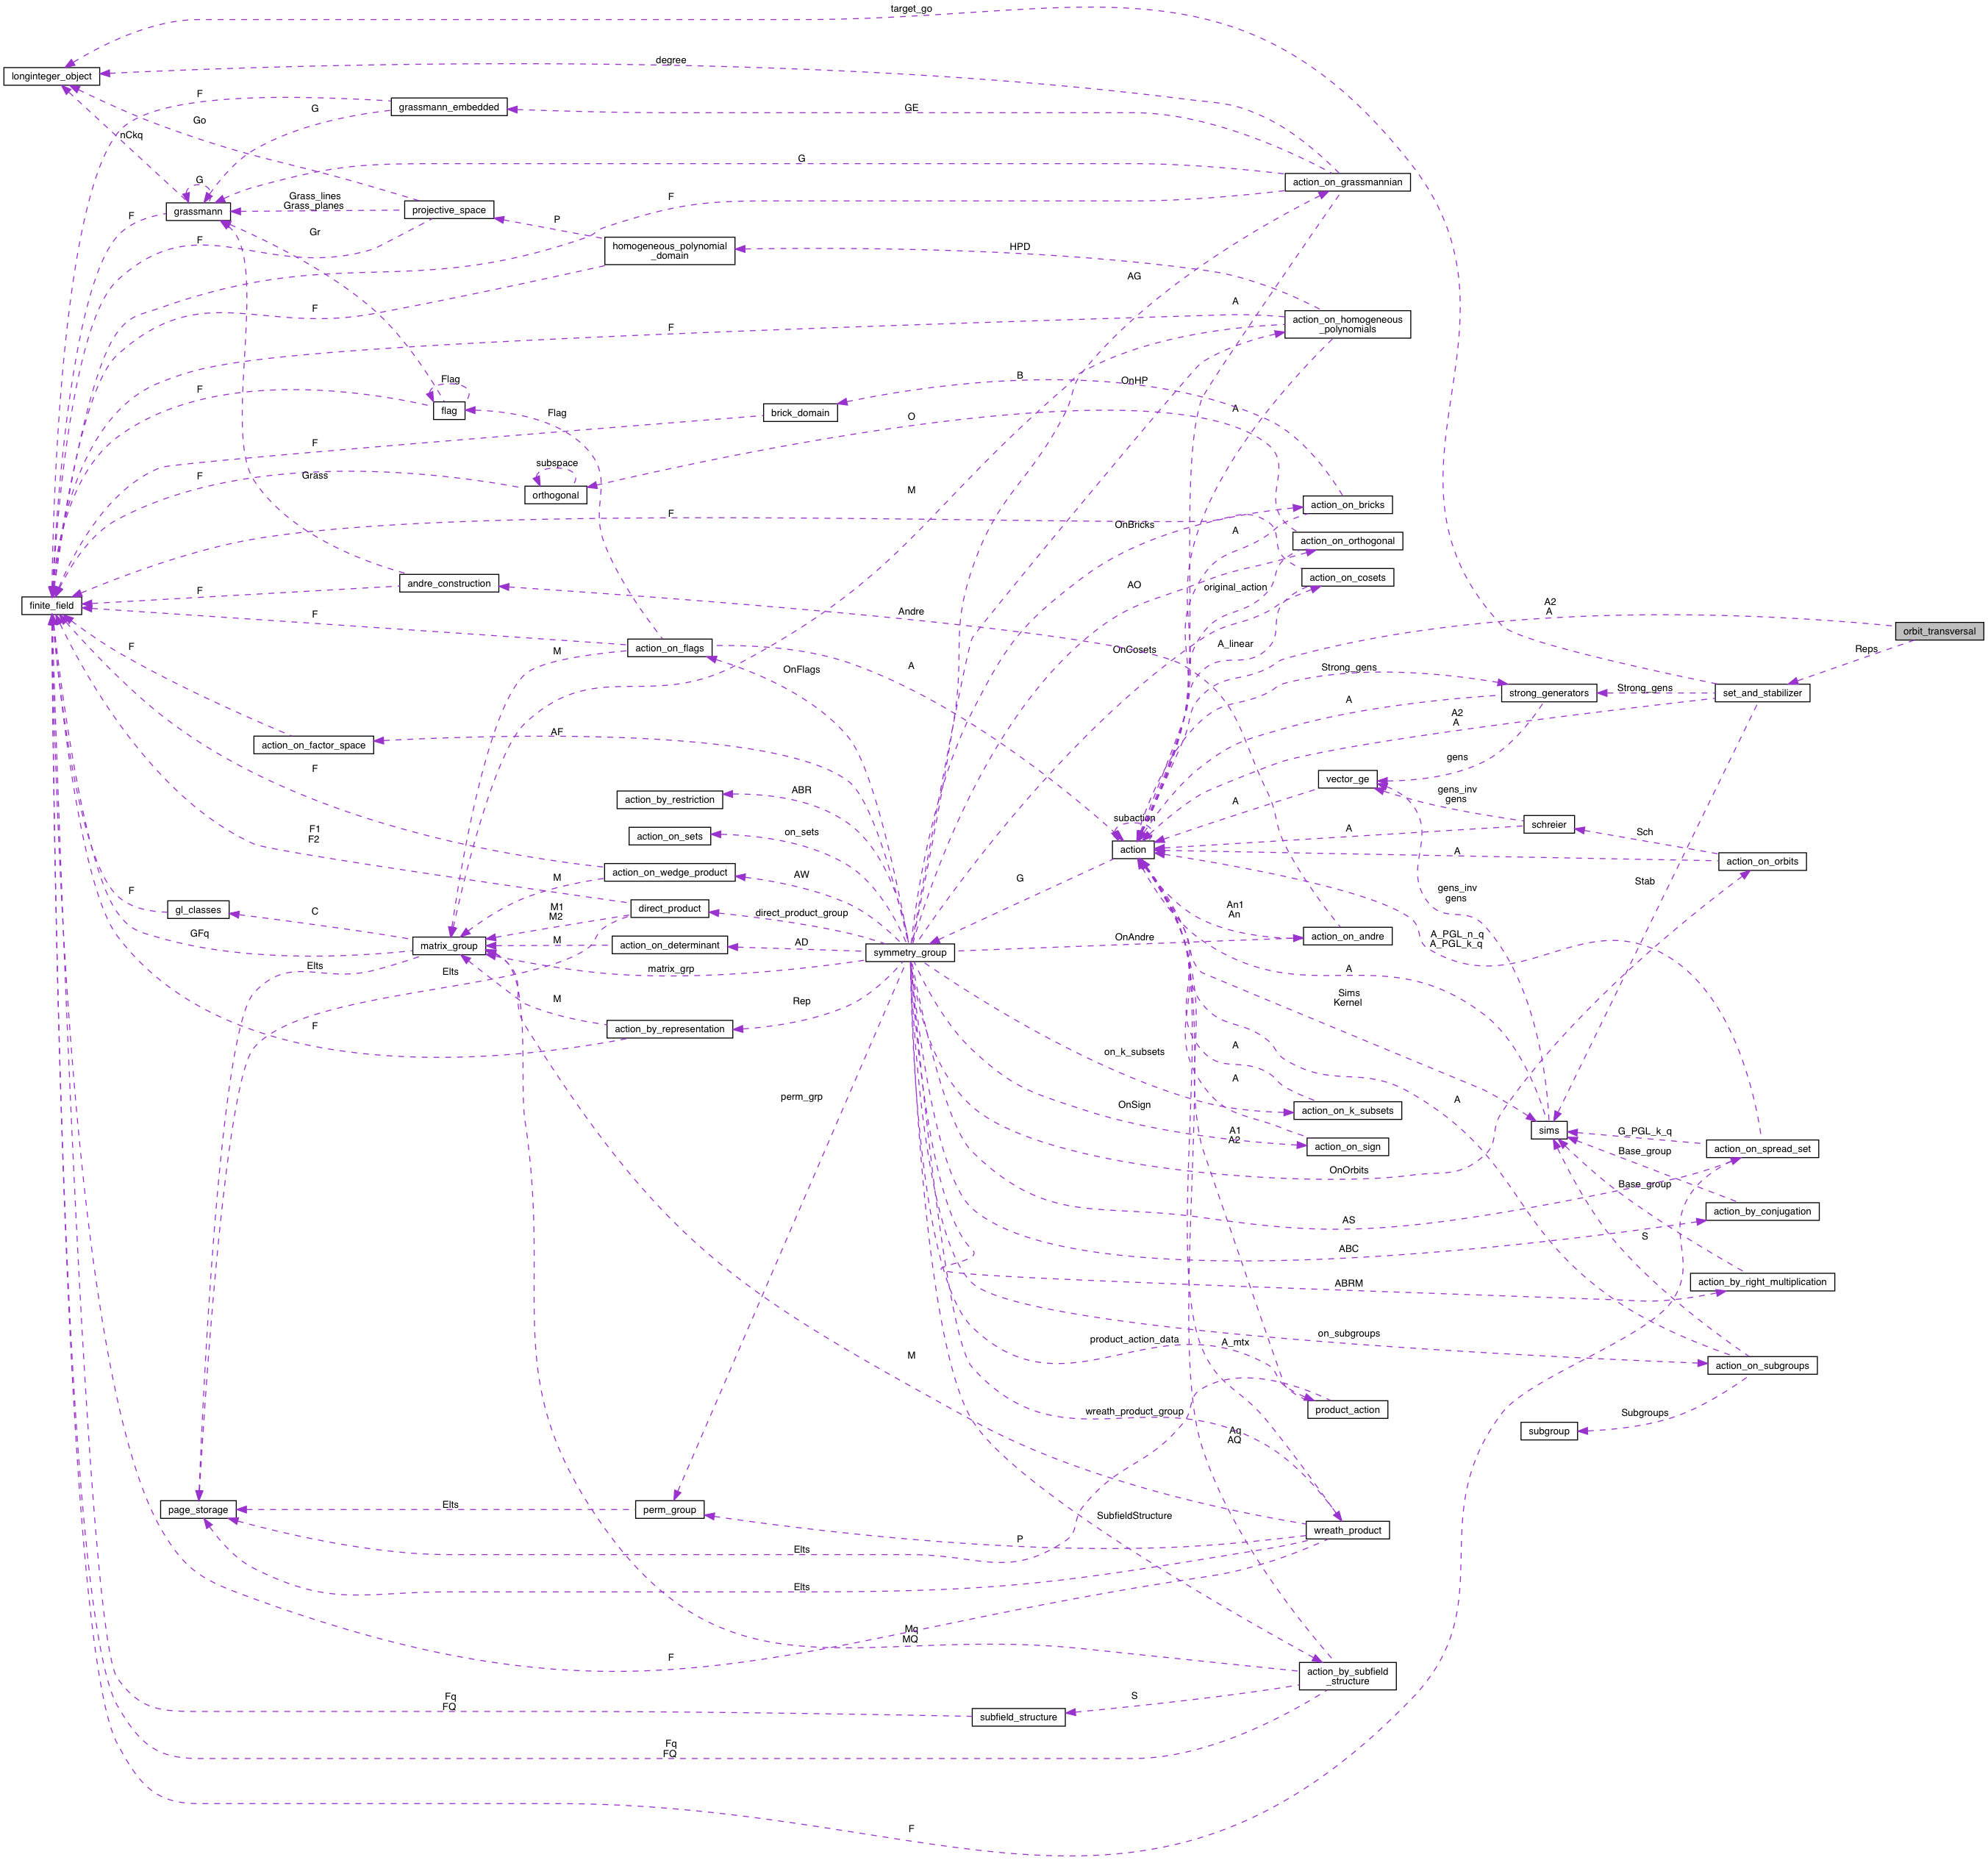 target_go
longinteger_object
degree
F
grassmann_embedded
G
GE
Go
nCkq
G
G
action_on_grassmannian
Grass_lines
Grass_planes
F
grassmann
projective_space
F
P
Gr
F
homogeneous_polynomial
_domain
HPD
AG
A
F
F
action_on_homogeneous
_polynomials
Flag
F
flag
Flag
B
OnHP
brick_domain
O
A
F
subspace
F
Grass
orthogonal
M
action_on_bricks
F
OnBricks
A
action_on_orthogonal
andre_construction
F
AO
original_action
action_on_cosets
finite_field
F
Andre
A2
A
orbit_transversal
F
action_on_flags
M
A
OnFlags
OnCosets
A_linear
Reps
Strong_gens
strong_generators
Strong_gens
set_and_stabilizer
A
A2
A
action_on_factor_space
AF
F
gens
vector_ge
action_by_restriction
ABR
A
gens_inv
gens
subaction
schreier
F1
F2
action_on_sets
on_sets
A
Sch
action
A
action_on_orbits
action_on_wedge_product
AW
M
G
gens_inv
gens
Stab
F
gl_classes
C
M1
M2
direct_product
direct_product_group
An1
An
GFq
matrix_group
M
action_on_determinant
AD
symmetry_group
OnAndre
action_on_andre
A_PGL_n_q
A_PGL_k_q
Elts
Elts
matrix_grp
A
M
Rep
Sims
Kernel
F
action_by_representation
A
on_k_subsets
A
A
perm_grp
OnSign
action_on_k_subsets
A1
A2
action_on_sign
sims
G_PGL_k_q
action_on_spread_set
Base_group
OnOrbits
Base_group
AS
action_by_conjugation
ABC
S
ABRM
action_by_right_multiplication
on_subgroups
product_action_data
A_mtx
M
action_on_subgroups
wreath_product_group
product_action
Subgroups
Aq
AQ
subgroup
page_storage
Elts
perm_group
SubfieldStructure
wreath_product
P
Elts
Elts
Mq
MQ
F
action_by_subfield
_structure
Fq
FQ
S
subfield_structure
Fq
FQ
F